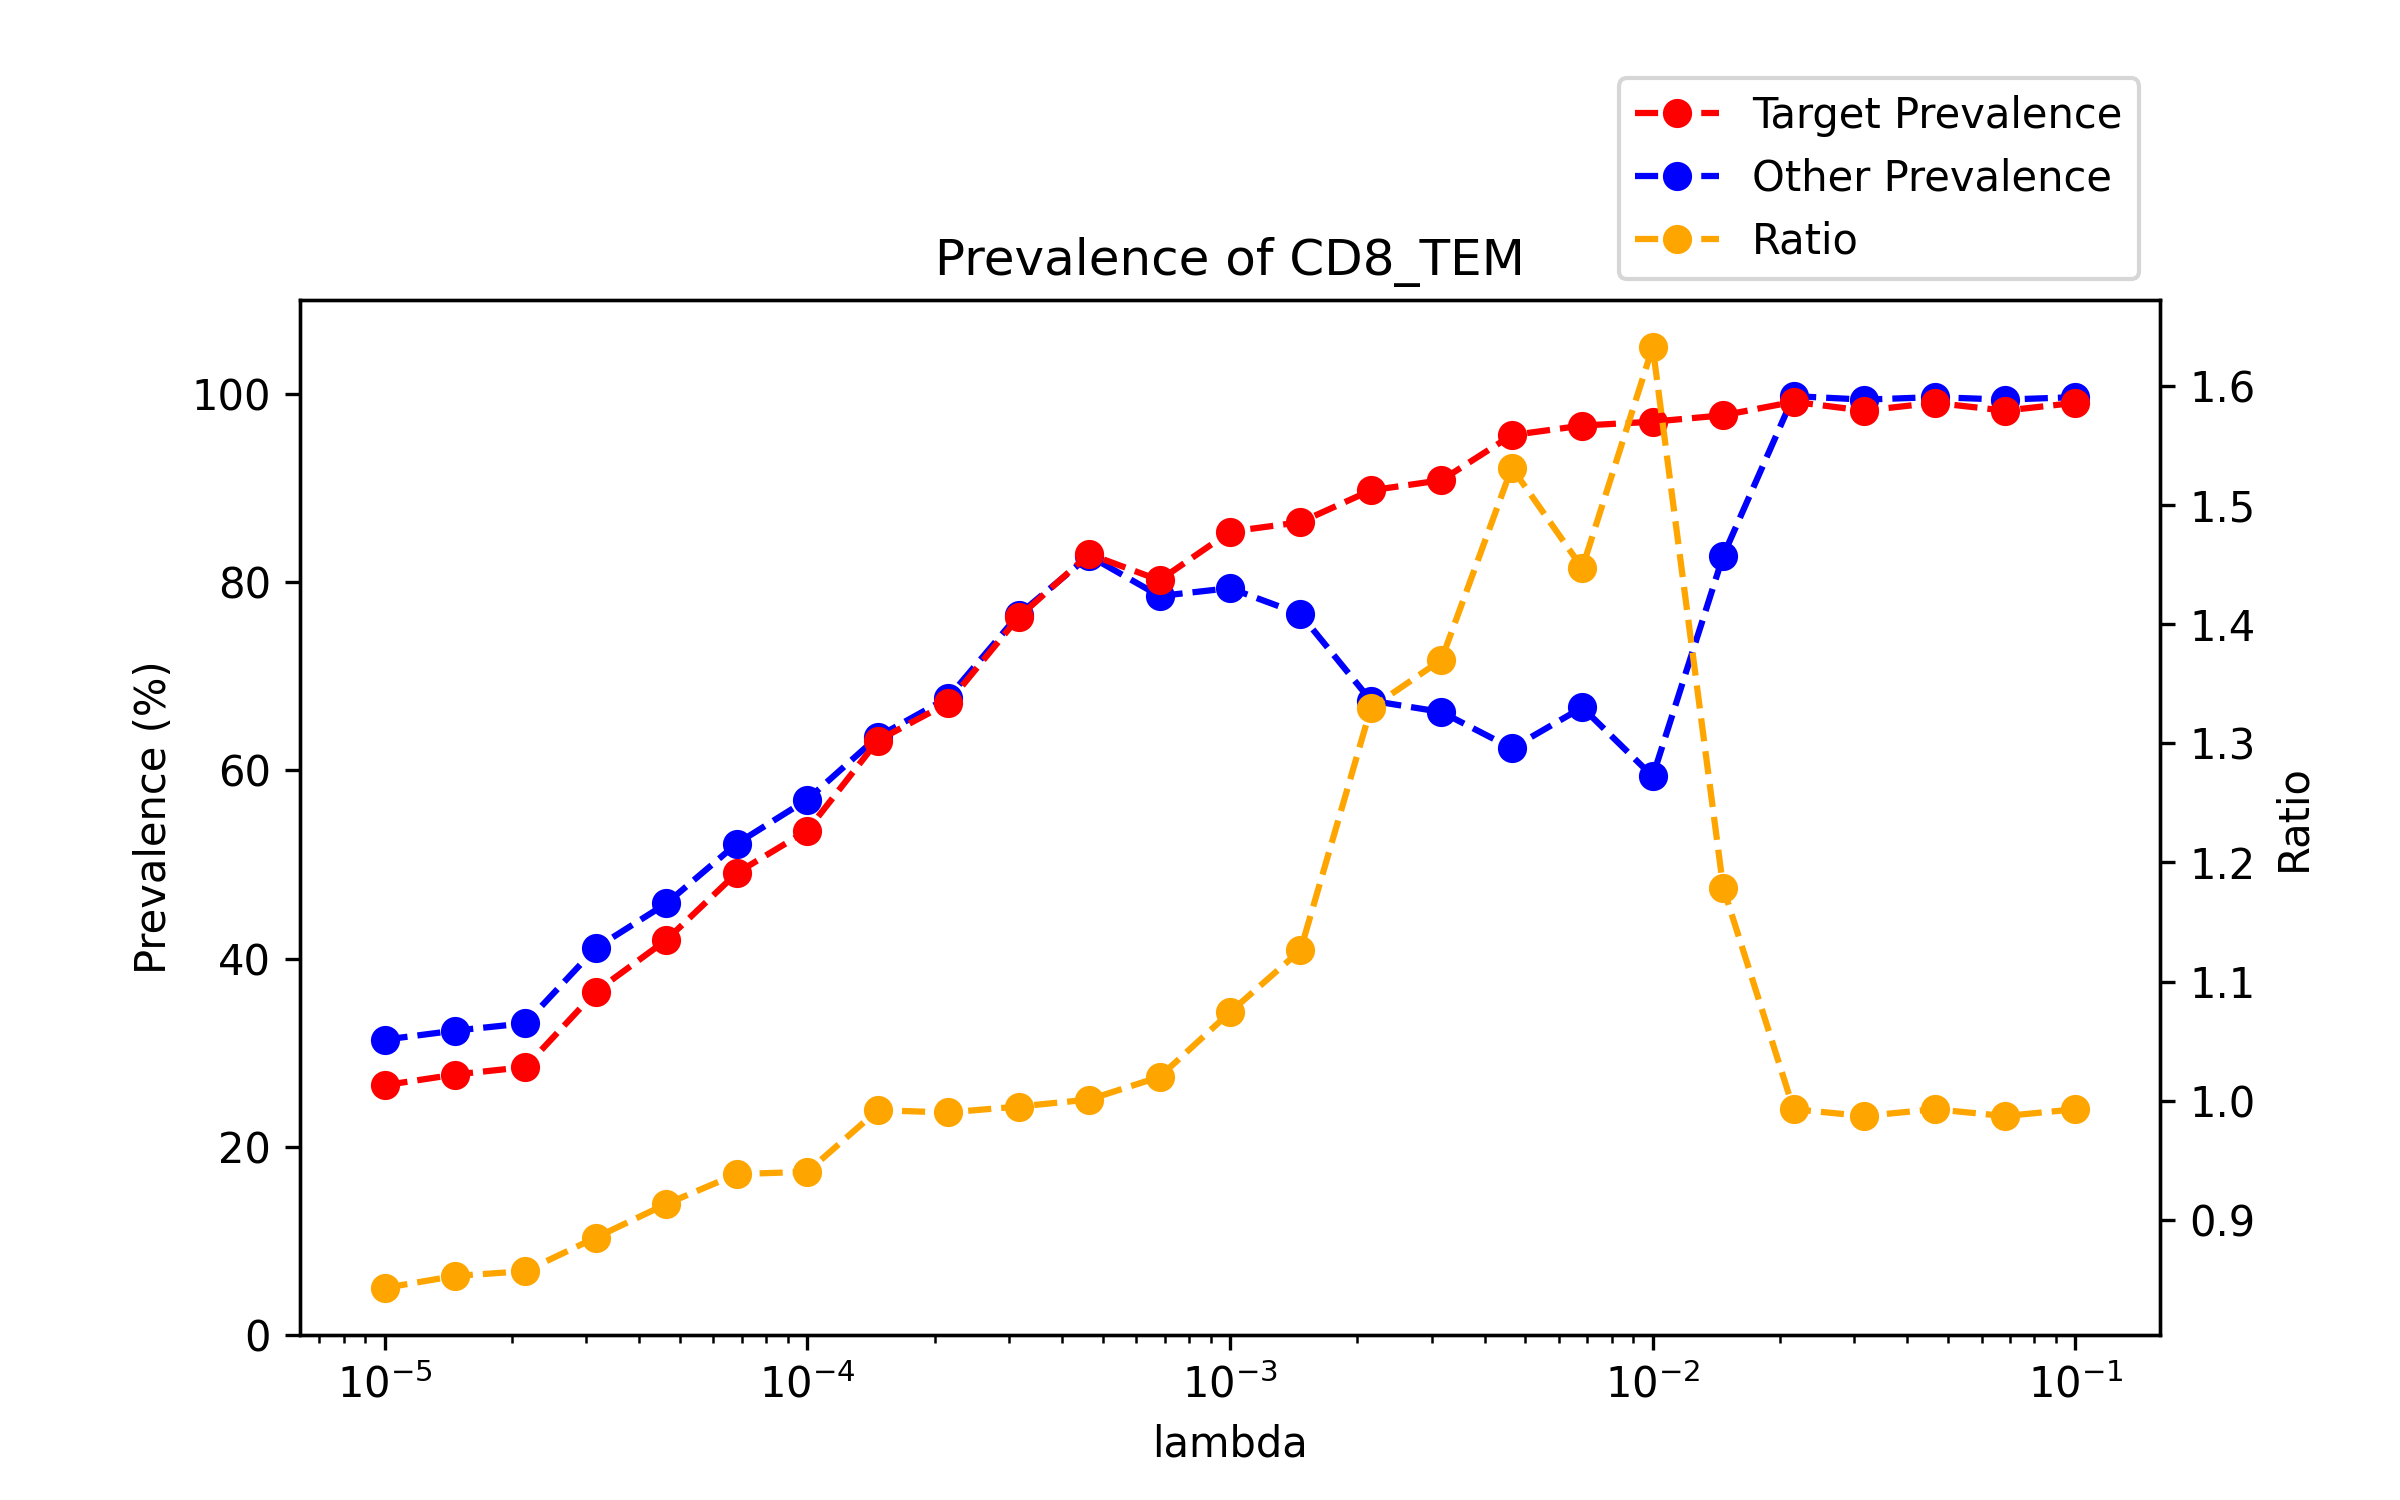 Target Prevalence
Other Prevalence
Ratio
Prevalence of CD8_TEM
100
80
60
40
20
0
Prevalence (%)
1.6
1.5
1.4
1.3
1.2
1.1
1.0
0.9
Ratio
10⁻⁵ 10⁻⁴ 10⁻³ 10⁻² 10⁻¹
lambda